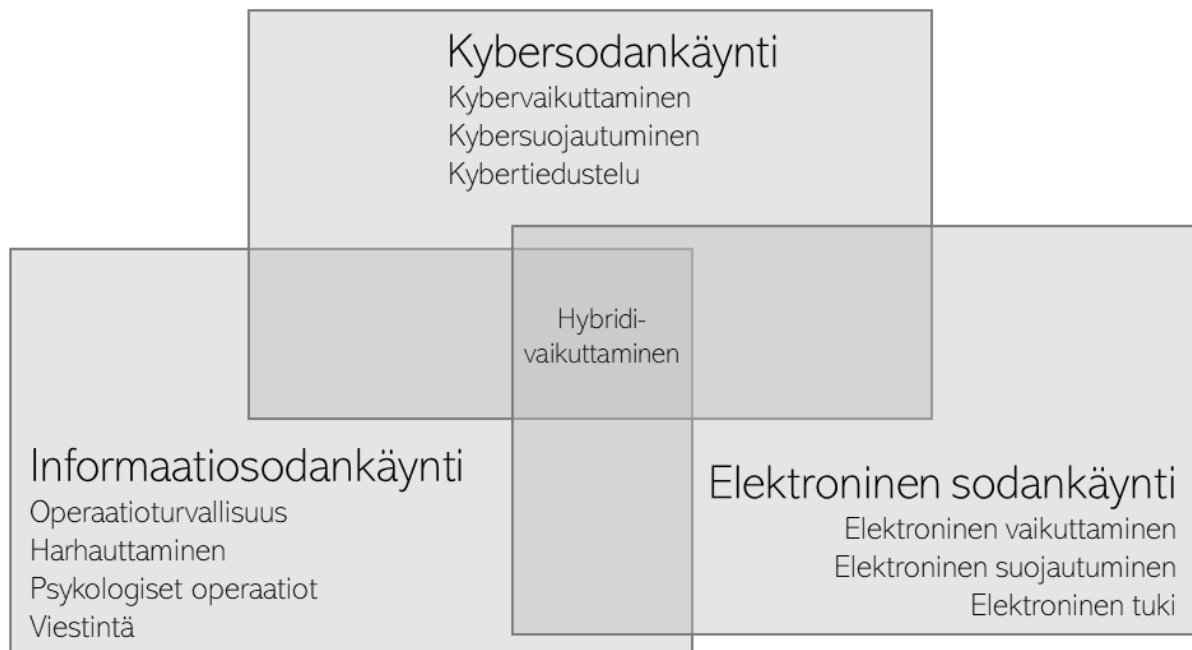 Kybersodankäynti
Kybervaikuttaminen
Kybersuojautuminen
Kybertiedustelu
Hybridi-
vaikuttaminen
Informaatiosodankäynti
Operaatioturvallisuus
Harhauttaminen
Psykologiset operaatiot
Viestintä
Elektroninen sodankäynti
Elektroninen vaikuttaminen
Elektroninen suojautuminen
Elektroninen tuki